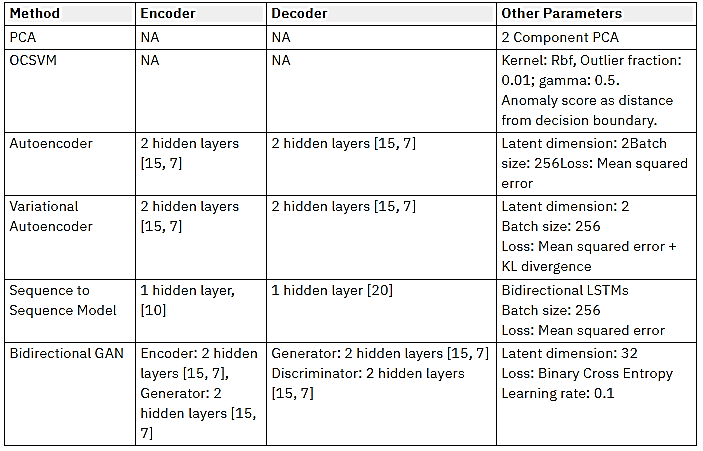 Method Encoder Decoder Other Parameters
PCA NA NA 2 Component PCA
OCSVM NA NA Kernel: Rbf, Outlier fraction:
0.01; gamma: 0.5.
Anomaly score as distance
from decision boundary.
Autoencoder 2 hidden layers 2 hidden layers [15, 7] Latent dimension: 2Batch
[15, 7] size: 256Loss: Mean squared
error
Variational 2 hidden layers 2 hidden layers [15, 7] Latent dimension: 2
Autoencoder [15, 7] Batch size: 256
Loss: Mean squared error +
KL divergence
Sequence to 1 hidden layer, 1 hidden layer [20] Bidirectional LSTMs
Sequence Model [10] Batch size: 256
Loss: Mean squared error
Bidirectional GAN Encoder: 2 hidden Generator: 2 hidden layers [15, 7] Latent dimension: 32
layers [15, 7], Discriminator: 2 hidden layers Loss: Binary Cross Entropy
Generator: 2 [15, 7] Learning rate: 0.1
hidden layers [15,
7]